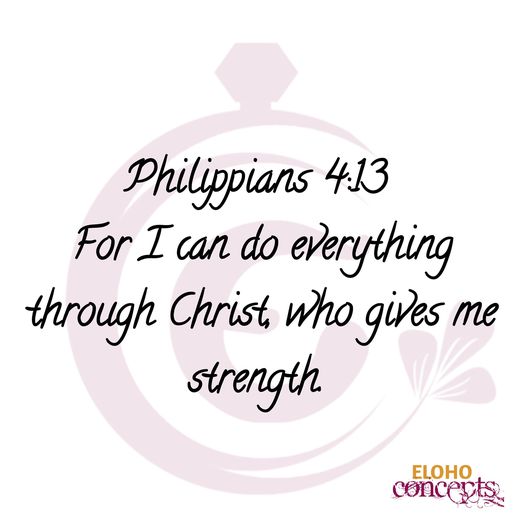 Philippians 4:13
For I can do everything
through Christ, who gives me
strength.
ELOHO
concepts